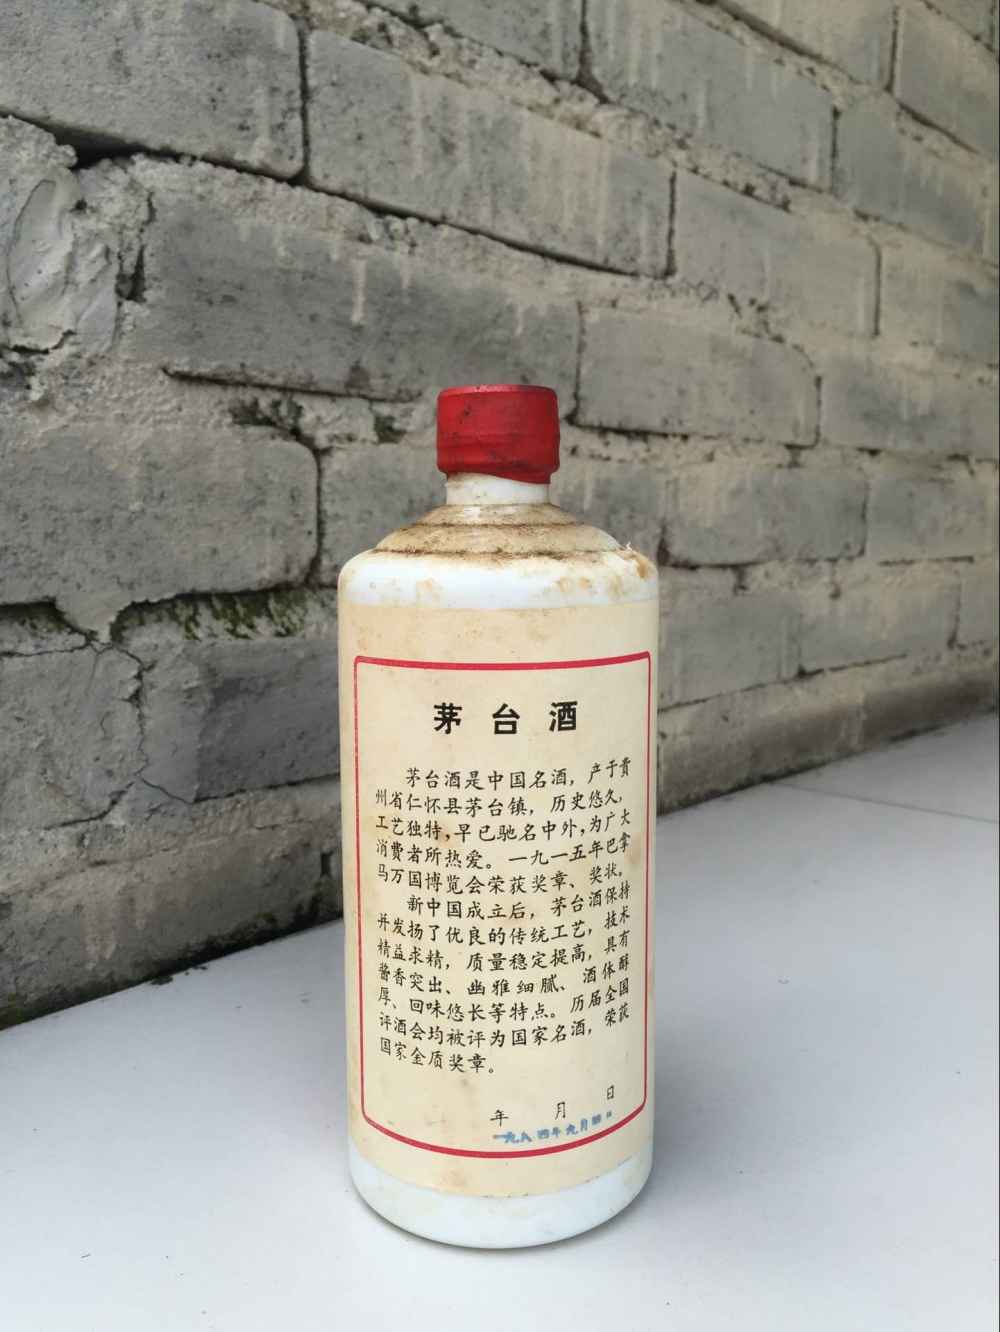 茅台酒
茅台酒是中国名酒，产于贵
州省仁怀县茅台镇，历史悠久，
工艺独特，早已驰名中外，为广大
消费者所热爱。一九一五年巴拿
马万国博览会荣获奖章、奖状。
新中国成立后，茅台酒保持
并发扬了优良的传统工艺，技术
精益求精，质量稳定提高，具有
酱香突出、幽雅细腻、酒体醇
厚、回味悠长等特点。历届全国
评酒会均被评为国家名酒，荣获
国家金质奖章。
年 月 日
一九八四年九月四日